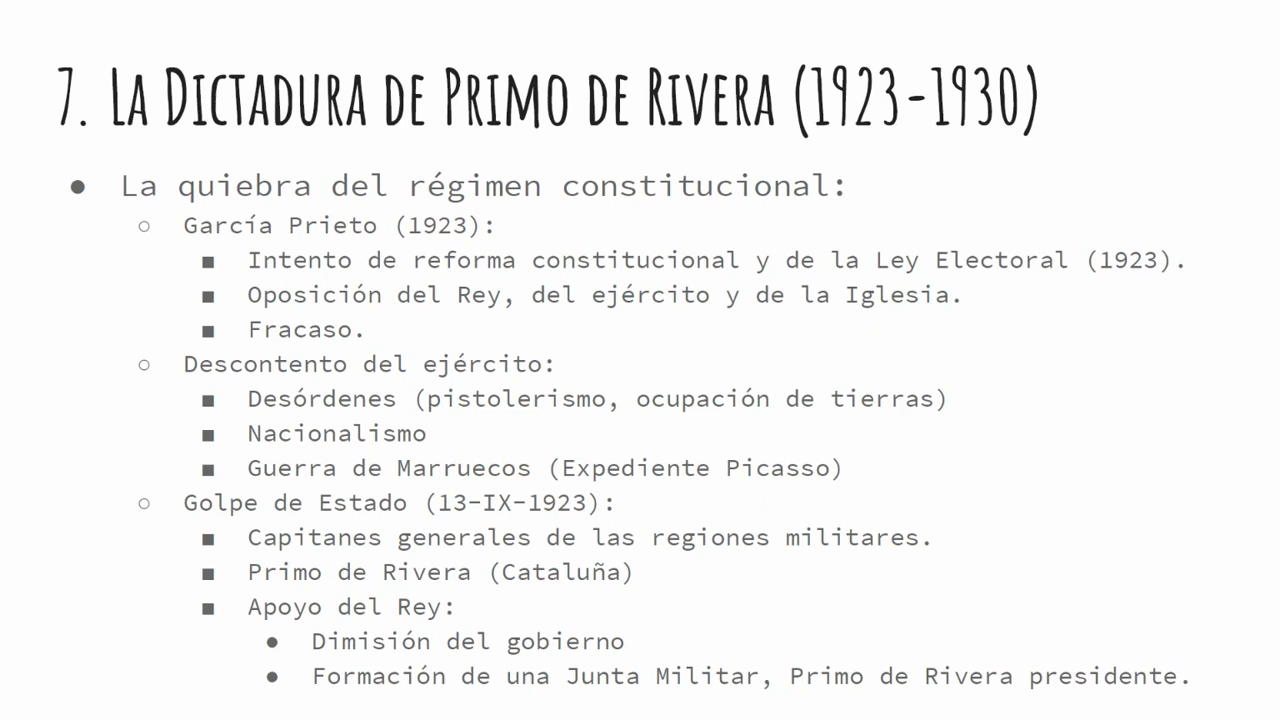 7. La Dictadura de Primo de Rivera (1923-1930)
● La quiebra del régimen constitucional:
○ García Prieto (1923):
■ Intento de reforma constitucional y de la Ley Electoral (1923).
■ Oposición del Rey, del ejército y de la Iglesia.
■ Fracaso.
○ Descontento del ejército:
■ Desórdenes (pistolerismo, ocupación de tierras)
■ Nacionalismo
■ Guerra de Marruecos (Expediente Picasso)
○ Golpe de Estado (13-IX-1923):
■ Capitanes generales de las regiones militares.
■ Primo de Rivera (Cataluña)
■ Apoyo del Rey:
● Dimisión del gobierno
● Formación de una Junta Militar, Primo de Rivera presidente.